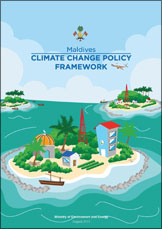 Maldives
CLIMATE CHANGE POLICY
FRAMEWORK
Ministry of Environment and Energy